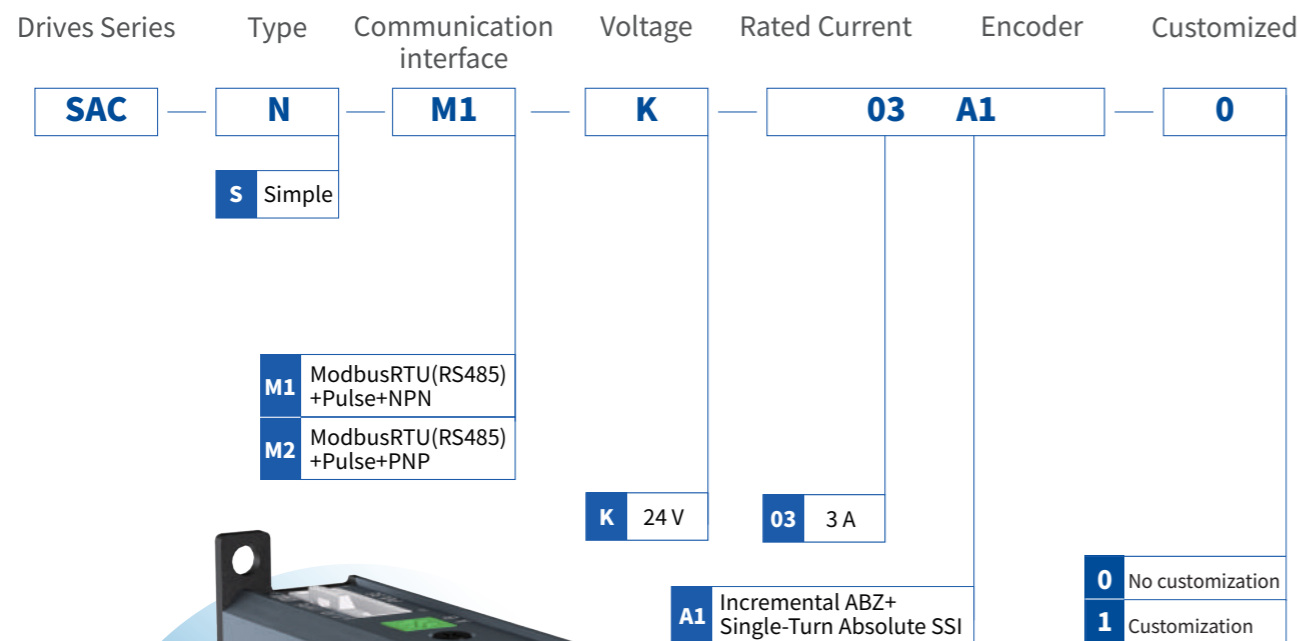 Drives Series Type Communication interface Voltage Rated Current Encoder Customized
SAC — N — M1 — K — 03 A1 — 0
S Simple
M1 ModbusRTU(RS485)
+Pulse+NPN
M2 ModbusRTU(RS485)
+Pulse+PNP
K 24 V
03 3 A
A1 Incremental ABZ+
Single-Turn Absolute SSI
0 No customization
1 Customization